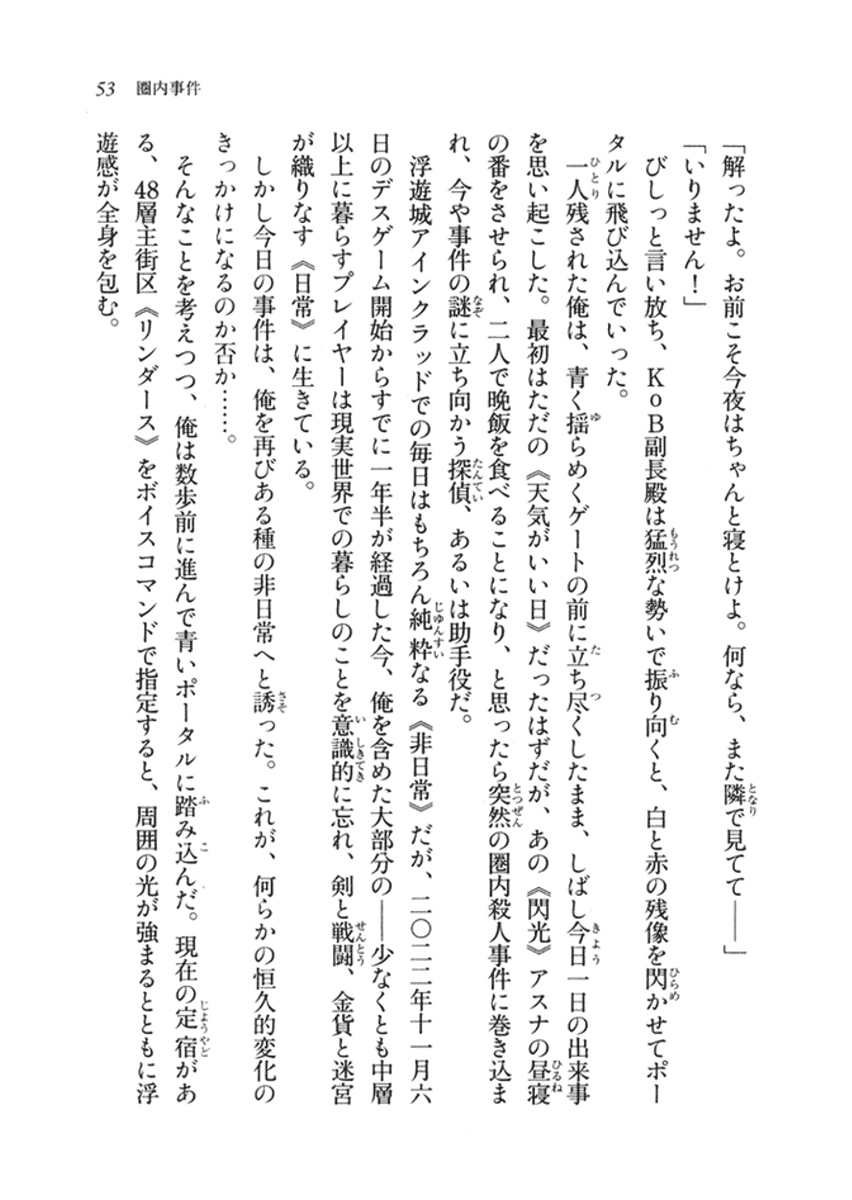 53　圏内事件
「解ったよ。お前こそ今夜はちゃんと寝とけよ。何なら、また隣で見てて――」
「いりません！」
　びしっと言い放ち、ＫｏＢ副長殿は猛烈な勢いで振り向くと、白と赤の残像を閃かせてポー
タルに飛び込んでいった。
　一人残された俺は、青く揺らめくゲートの前に立ち尽くしたまま、しばし今日一日の出来事
を思い起こした。最初はただの《天気がいい日》だったはずだが、あの《閃光》アスナの昼寝
の番をさせられ、二人で晩飯を食べることになり、と思ったら突然の圏内殺人事件に巻き込ま
れ、今や事件の謎に立ち向かう探偵、あるいは助手役だ。
　浮遊城アインクラッドでの毎日はもちろん純粋なる《非日常》だが、二〇二二年十一月六
日のデスゲーム開始からすでに一年半が経過した今、俺を含めた大部分の――少なくとも中層
以上に暮らすプレイヤーは現実世界での暮らしのことを意識的に忘れ、剣と戦闘、金貨と迷宮
が織りなす《日常》に生きている。
　しかし今日の事件は、俺を再びある種の非日常へと誘った。これが、何らかの恒久的変化の
きっかけになるのか否か……。
　そんなことを考えつつ、俺は数歩前に進んで青いポータルに踏み込んだ。現在の定宿があ
る、48層主街区《リンダース》をボイスコマンドで指定すると、周囲の光が強まるとともに浮
遊感が全身を包む。